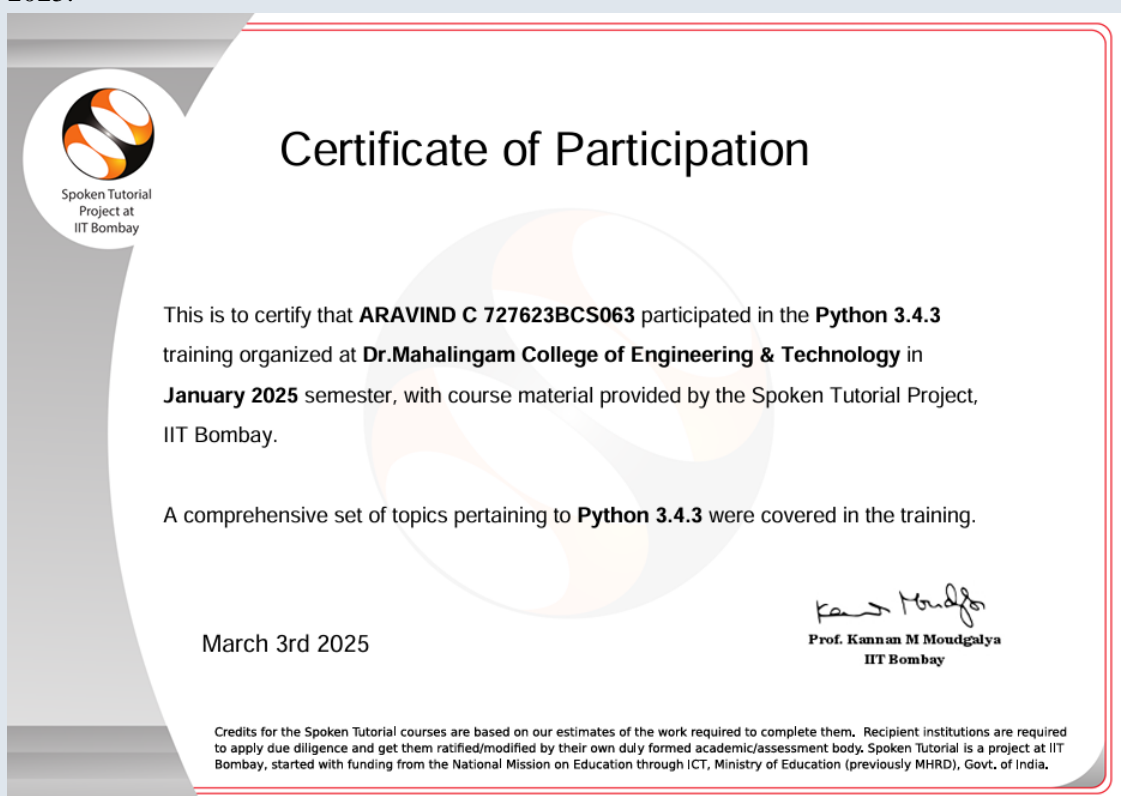 Spoken Tutorial
Project at
IIT Bombay
Certificate of Participation
This is to certify that ARAVIND C 727623BCS063 participated in the Python 3.4.3
training organized at Dr.Mahalingam College of Engineering & Technology in
January 2025 semester, with course material provided by the Spoken Tutorial Project,
IIT Bombay.
A comprehensive set of topics pertaining to Python 3.4.3 were covered in the training.
March 3rd 2025
Prof. Kannan M Moudgalya
IIT Bombay
Credits for the Spoken Tutorial courses are based on our estimates of the work required to complete them. Recipient institutions are required
to apply due diligence and get them ratified/modified by their own duly formed academic/assessment body. Spoken Tutorial is a project at IIT
Bombay, started with funding from the National Mission on Education through ICT, Ministry of Education (previously MHRD), Govt. of India.